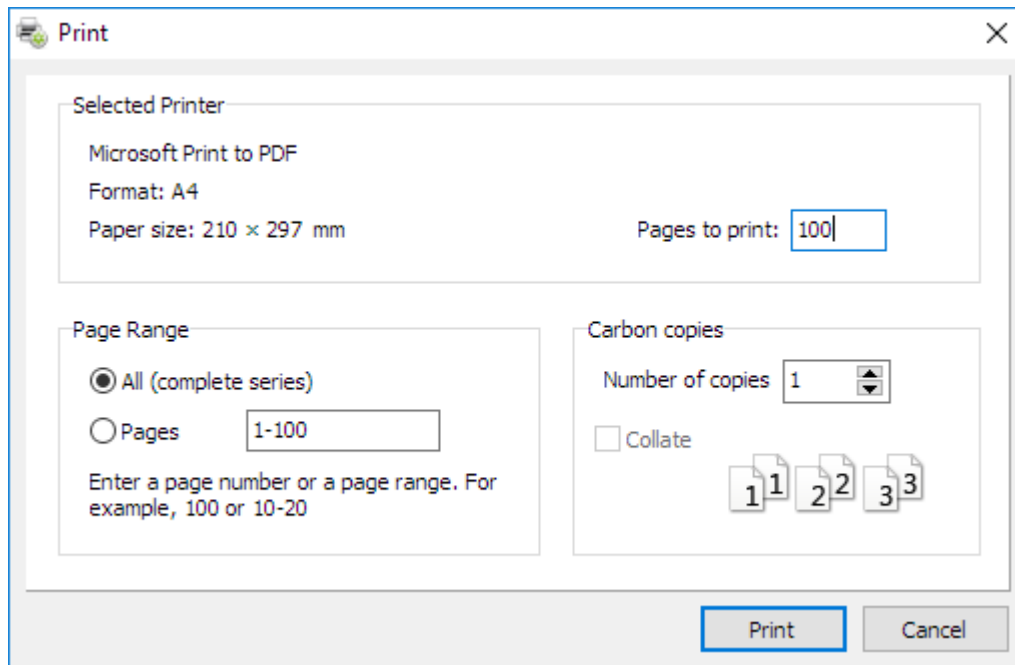 Print
Selected Printer
Microsoft Print to PDF
Format: A4
Paper size: 210 × 297 mm
Pages to print: 100
Page Range
All (complete series)
Pages 1-100
Enter a page number or a page range. For
example, 100 or 10-20
Carbon copies
Number of copies 1
Collate
1 1 2 2 3 3
Print Cancel